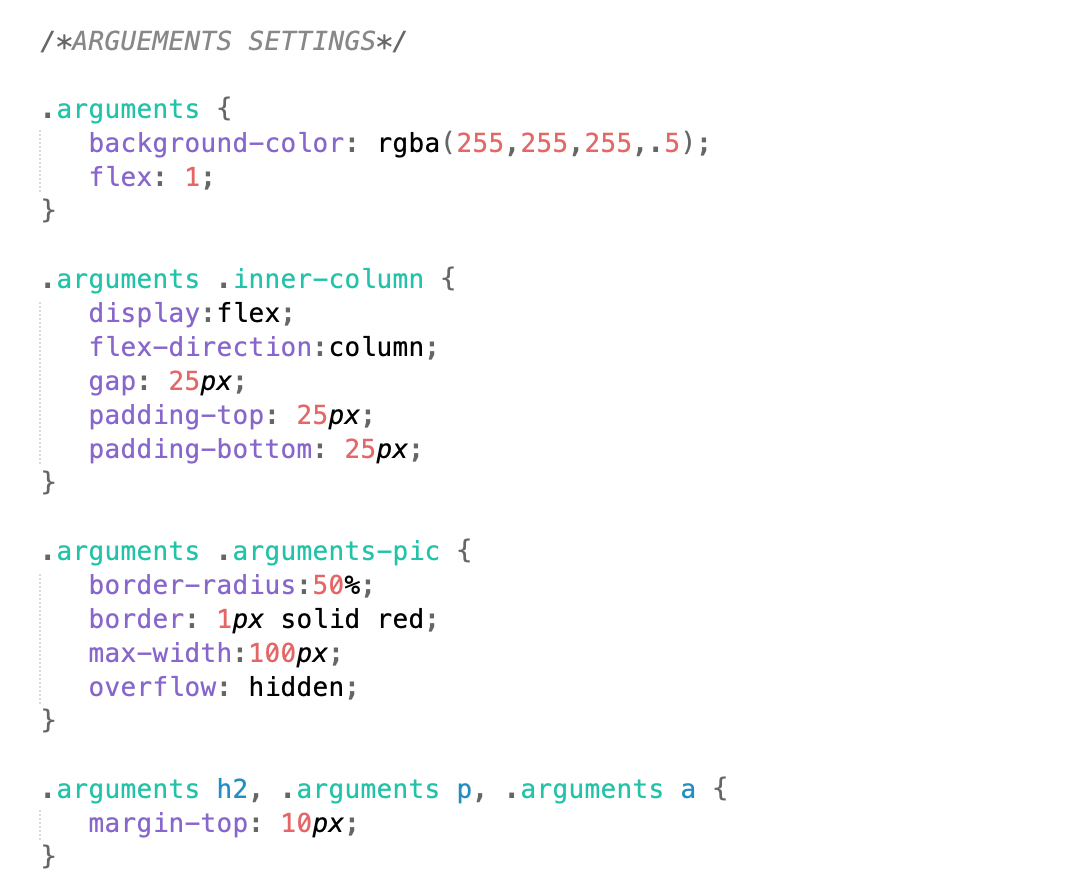 /*ARGUEMENTS SETTINGS*/

.arguments {
   background-color: rgba(255,255,255,.5);
   flex: 1;
}

.arguments .inner-column {
   display:flex;
   flex-direction:column;
   gap: 25px;
   padding-top: 25px;
   padding-bottom: 25px;
}

.arguments .arguments-pic {
   border-radius:50%;
   border: 1px solid red;
   max-width:100px;
   overflow: hidden;
}

.arguments h2, .arguments p, .arguments a {
   margin-top: 10px;
}